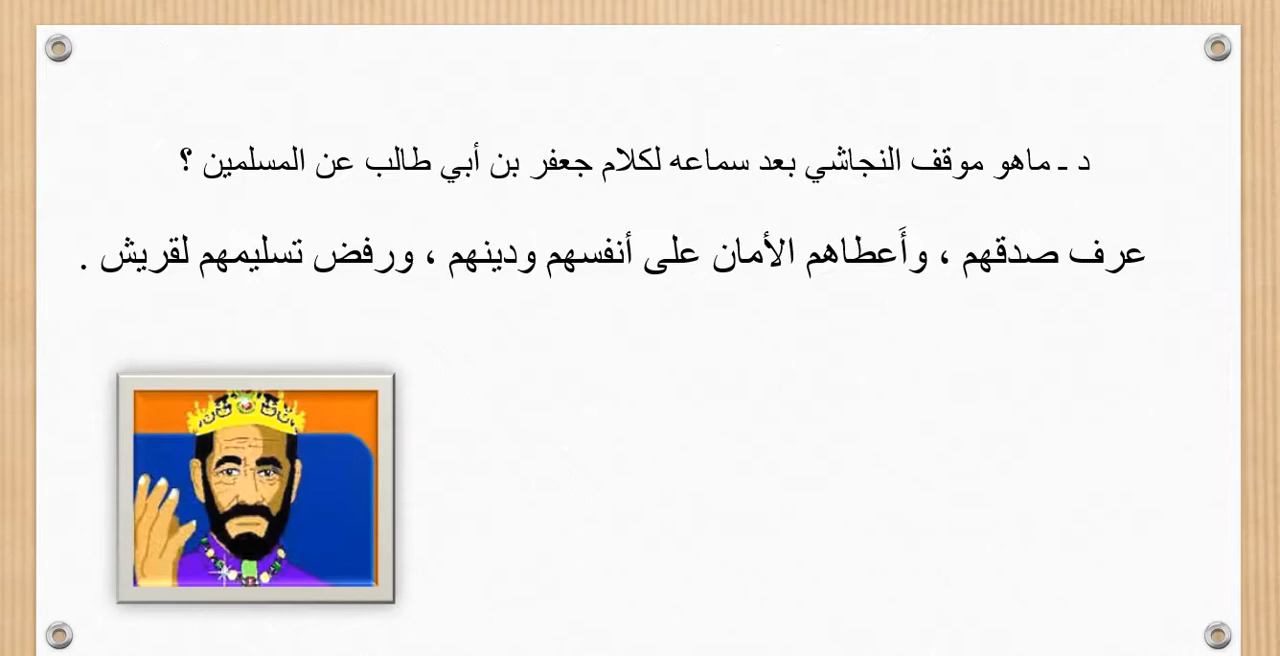 د ـ ماهو موقف النجاشي بعد سماعه لكلام جعفر بن أبي طالب عن المسلمين ؟
عرف صدقهم ، وأَعطاهم الأمان على أنفسهم ودينهم ، ورفض تسليمهم لقريش .